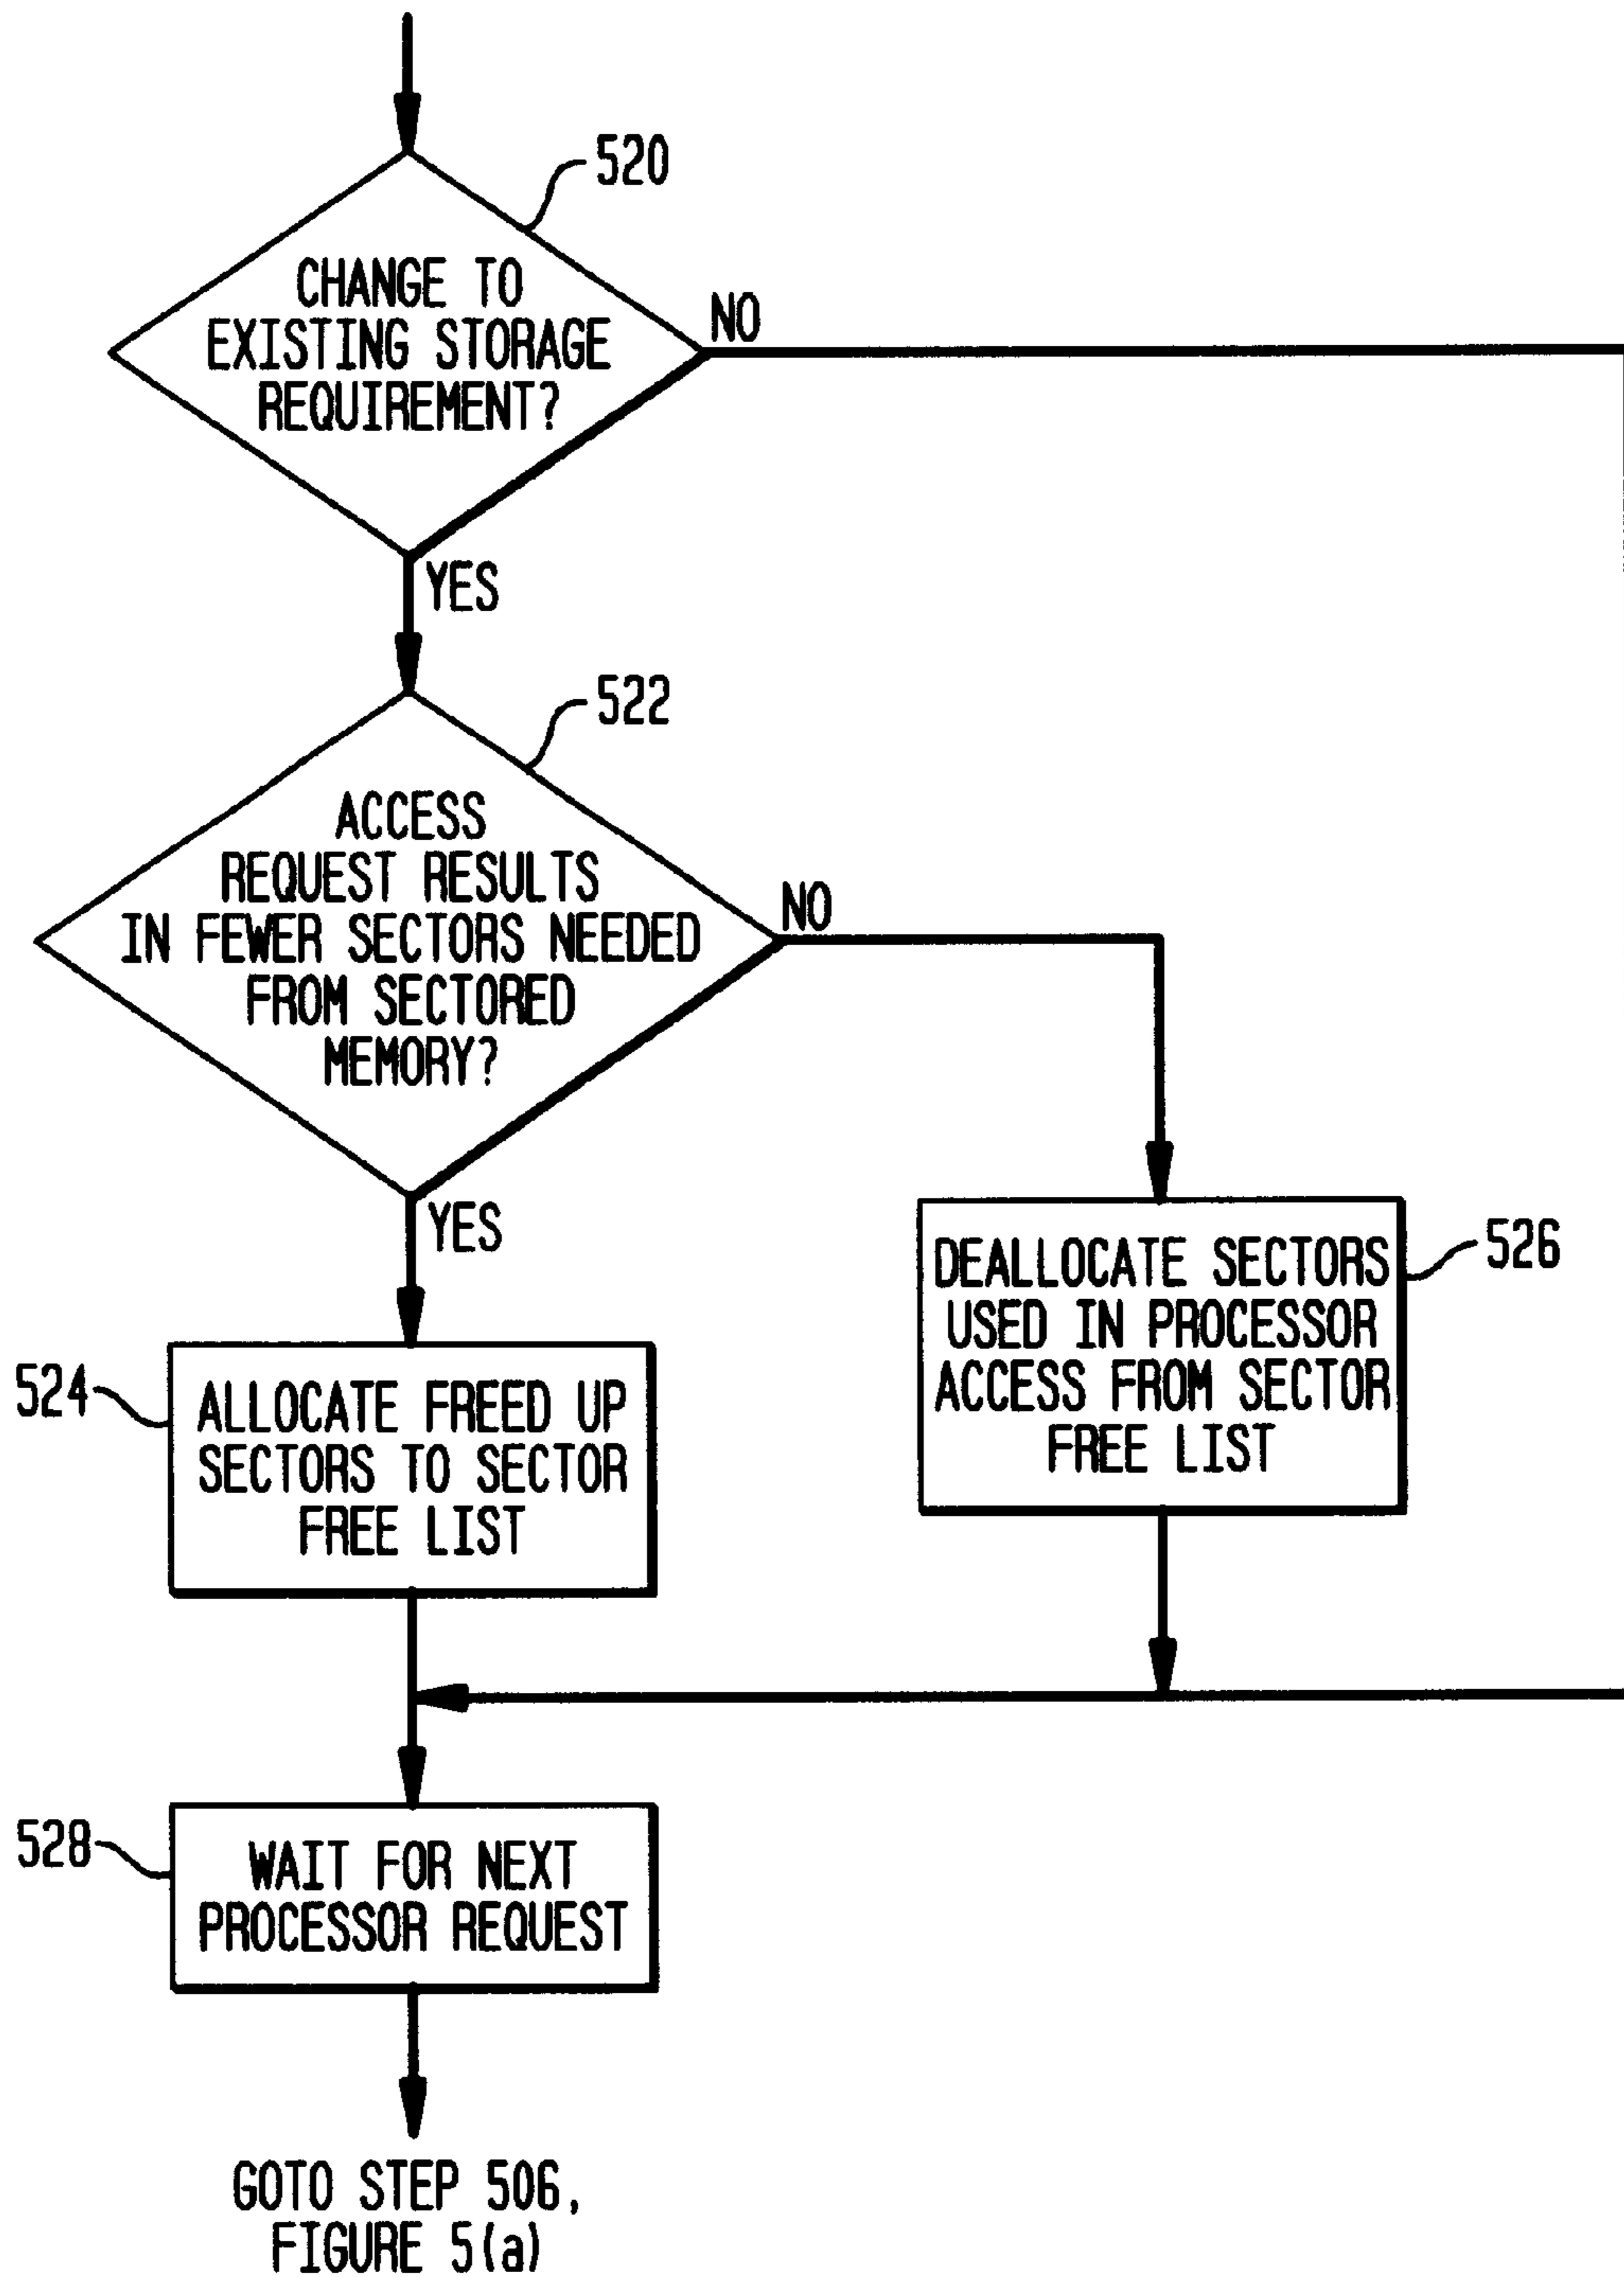 520
CHANGE TO
EXISTING STORAGE
REQUIREMENT?
NO
YES
522
ACCESS
REQUEST RESULTS
IN FEWER SECTORS NEEDED
FROM SECTORED
MEMORY?
NO
YES
526
DEALLOCATE SECTORS
USED IN PROCESSOR
ACCESS FROM SECTOR
FREE LIST
524
ALLOCATE FREED UP
SECTORS TO SECTOR
FREE LIST
528
WAIT FOR NEXT
PROCESSOR REQUEST
GOTO STEP 506,
FIGURE 5(a)